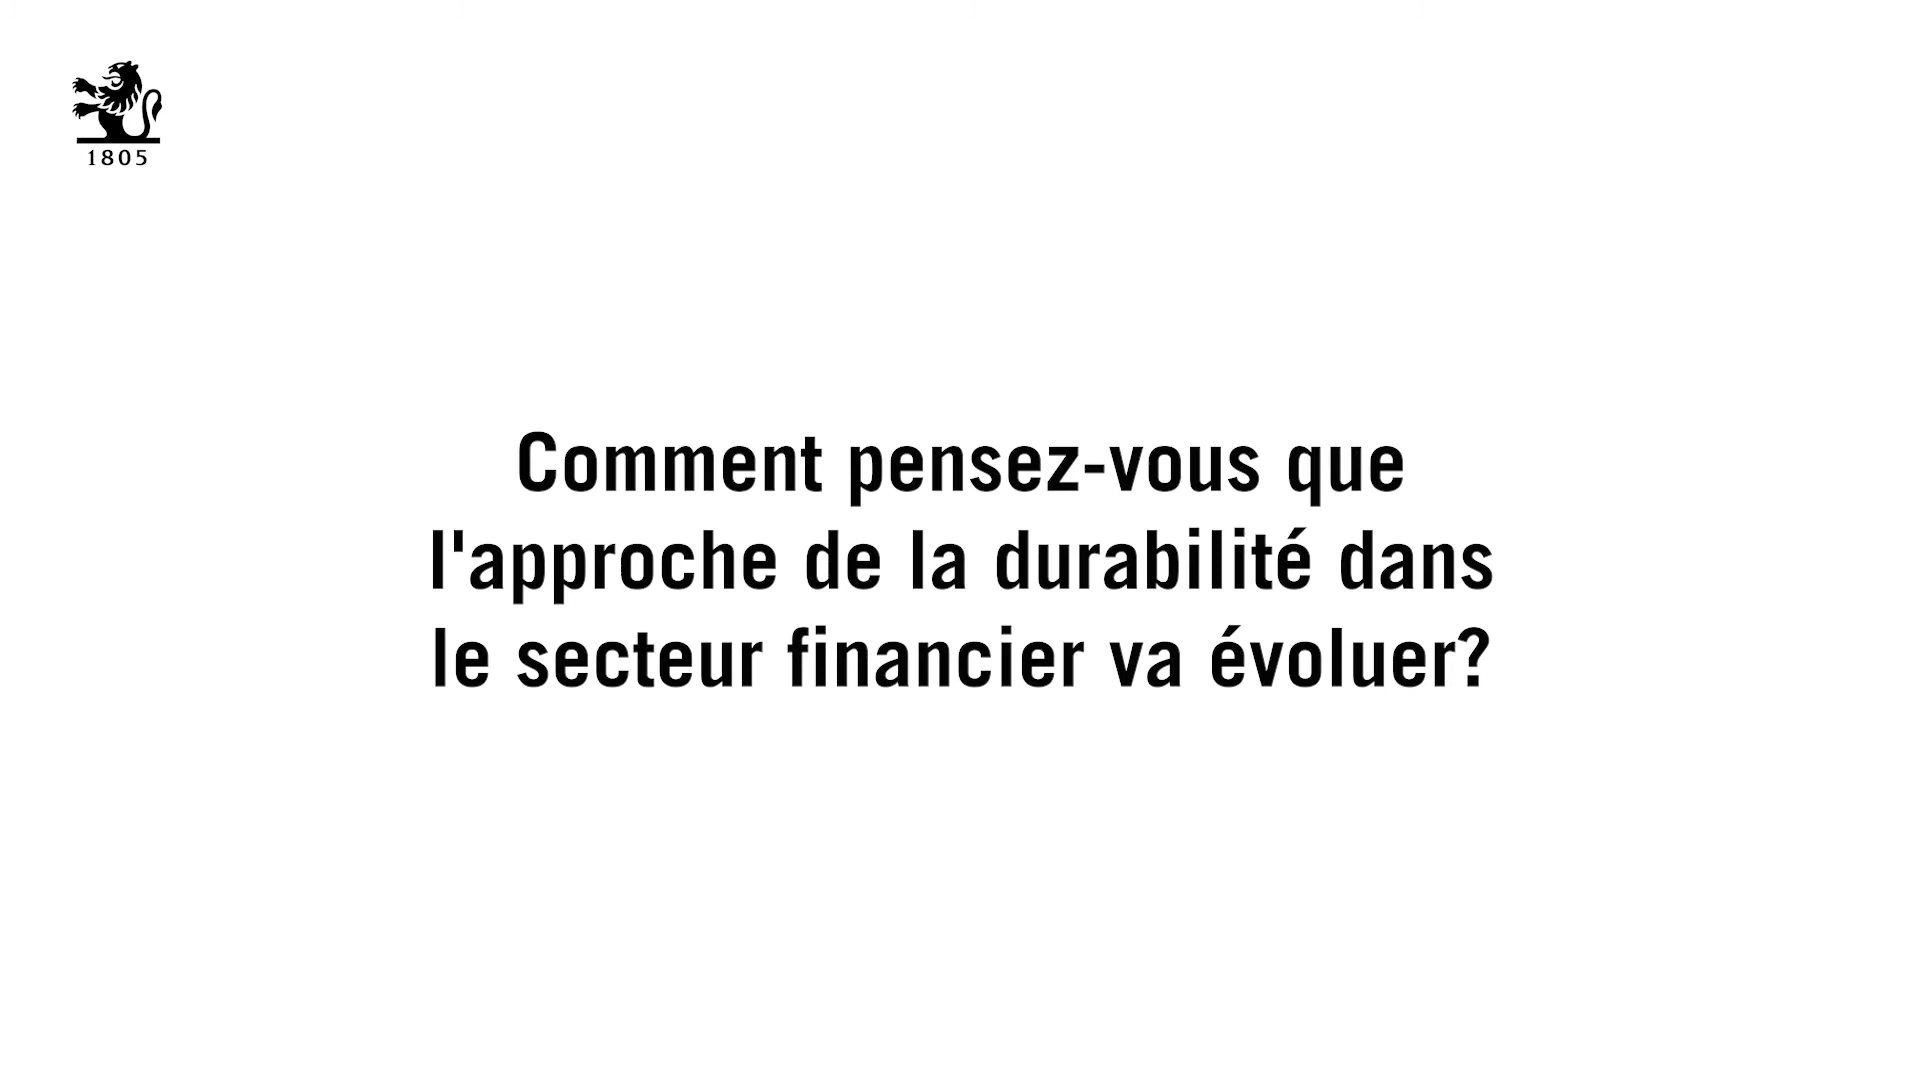 1805
Comment pensez-vous que
l'approche de la durabilité dans
le secteur financier va évoluer?